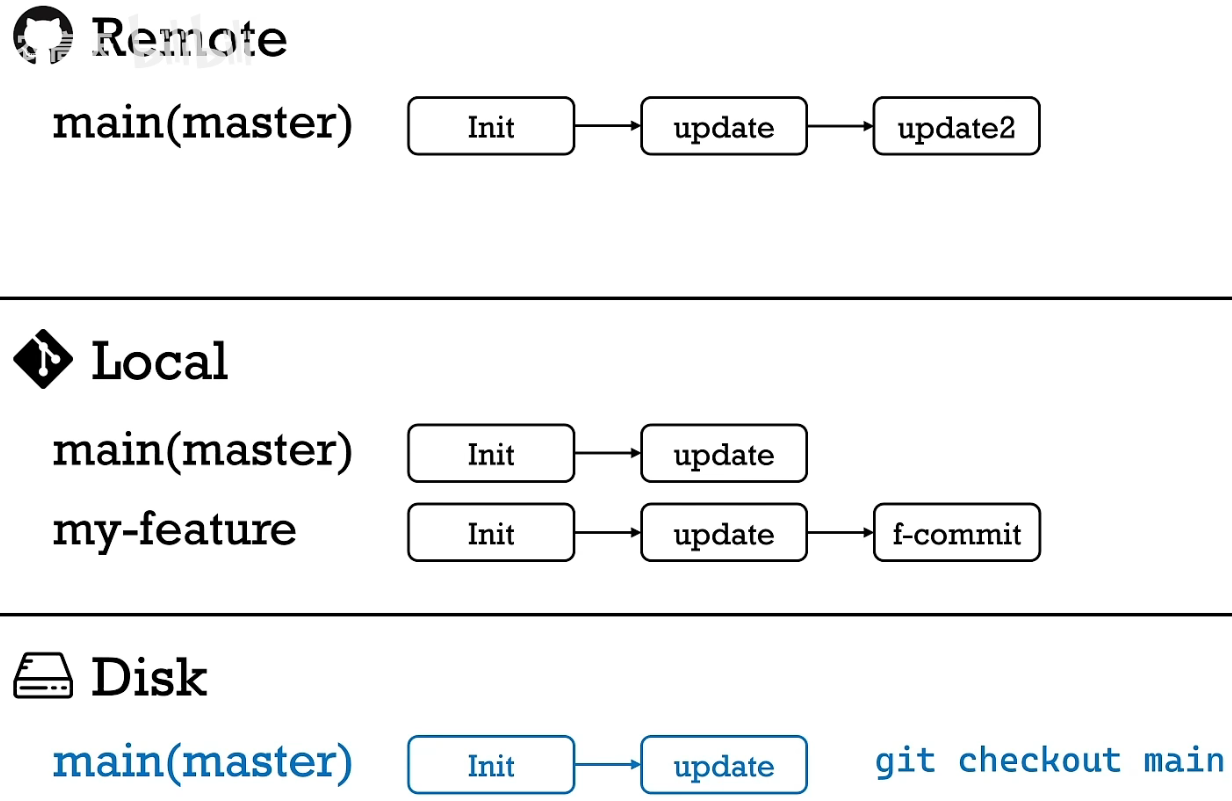 Remote
main(master) Init update update2
Local
main(master) Init update
my-feature Init update f-commit
Disk
main(master) Init update git checkout main